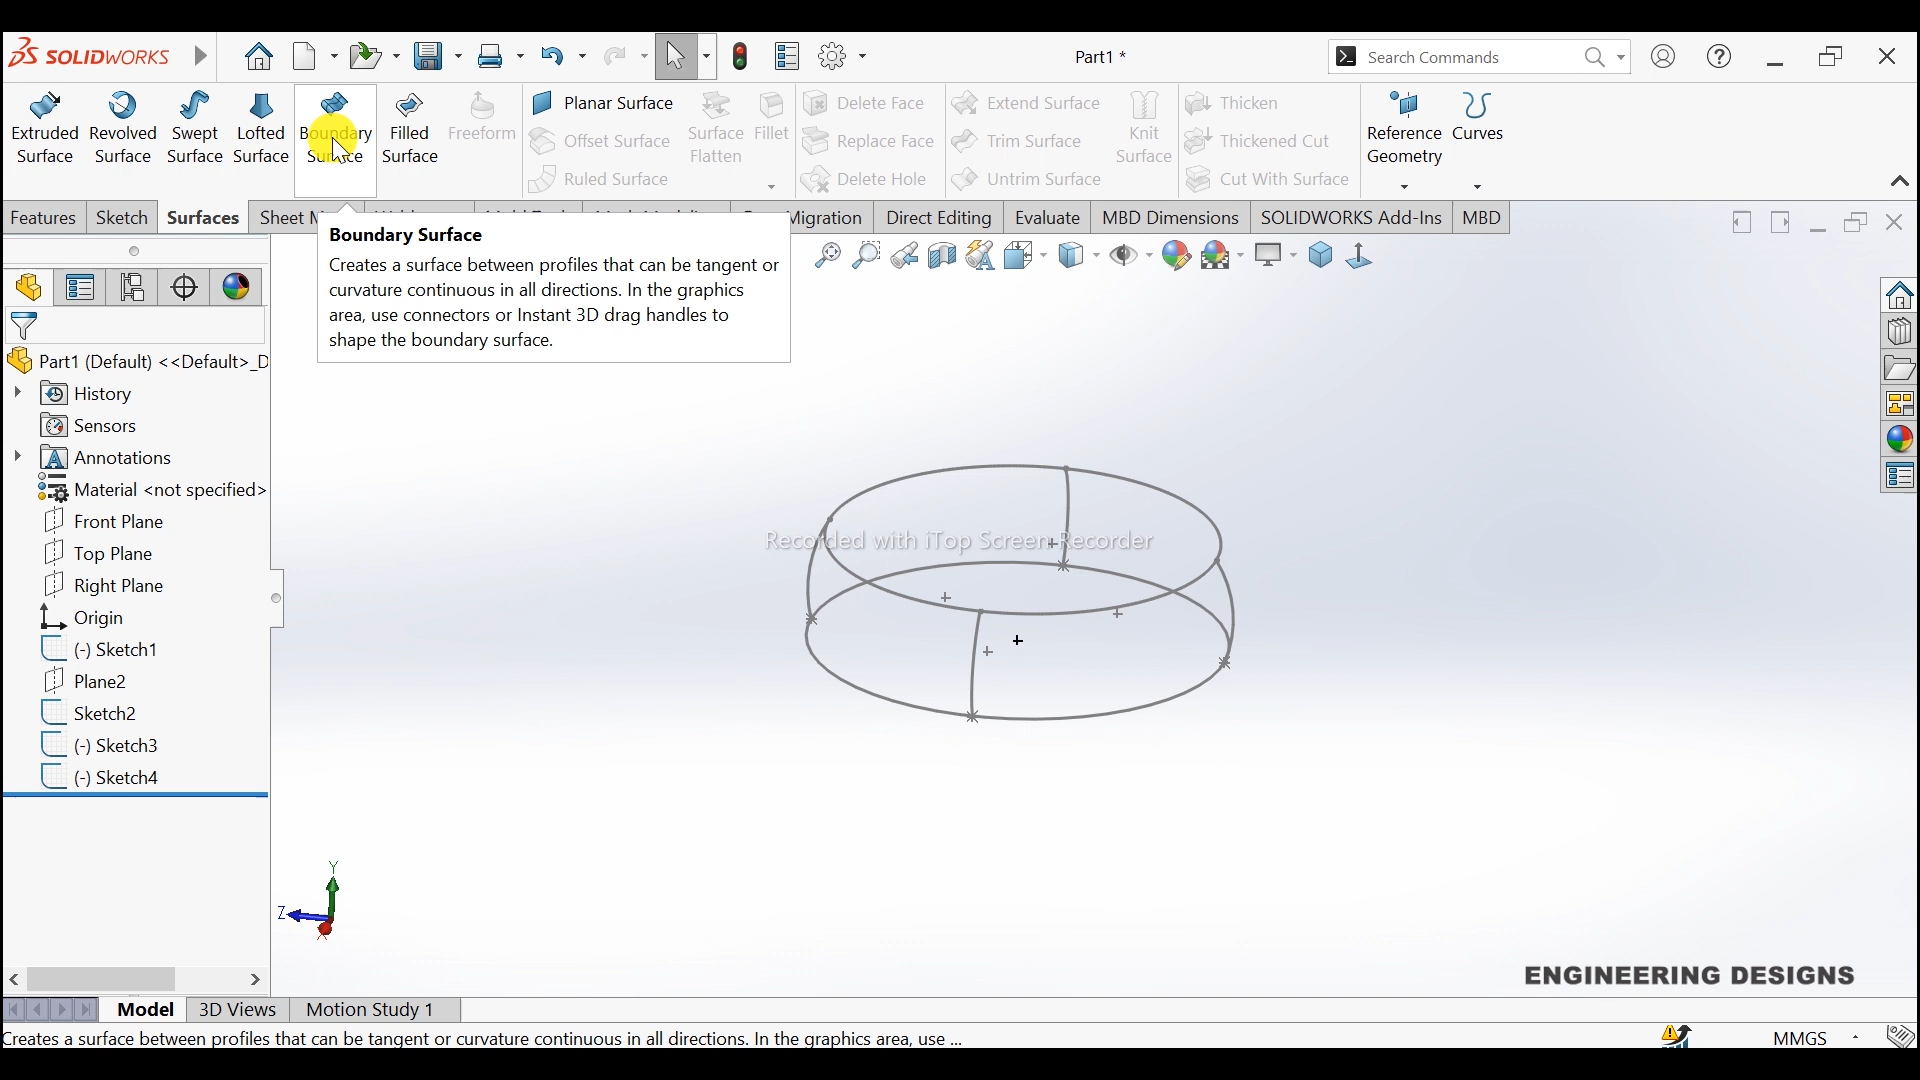 SOLIDWORKS
Part1 *
Search Commands
Extruded Surface
Revolved Surface
Swept Surface
Lofted Surface
Boundary Surface
Filled Surface
Freeform
Planar Surface
Offset Surface
Ruled Surface
Surface Flatten
Fillet
Delete Face
Replace Face
Delete Hole
Extend Surface
Trim Surface
Untrim Surface
Knit Surface
Thicken
Thickened Cut
Cut With Surface
Reference Geometry
Curves
Features
Sketch
Surfaces
Sheet
Migration
Direct Editing
Evaluate
MBD Dimensions
SOLIDWORKS Add-Ins
MBD
Boundary Surface
Creates a surface between profiles that can be tangent or
curvature continuous in all directions. In the graphics
area, use connectors or Instant 3D drag handles to
shape the boundary surface.
Part1 (Default) <<Default>_D
History
Sensors
Annotations
Material <not specified>
Front Plane
Top Plane
Right Plane
Origin
(-) Sketch1
Plane2
Sketch2
(-) Sketch3
(-) Sketch4
Recorded with iTop Screen Recorder
Y
Z
X
ENGINEERING DESIGNS
Model
3D Views
Motion Study 1
Creates a surface between profiles that can be tangent or curvature continuous in all directions. In the graphics area, use ...
MMGS